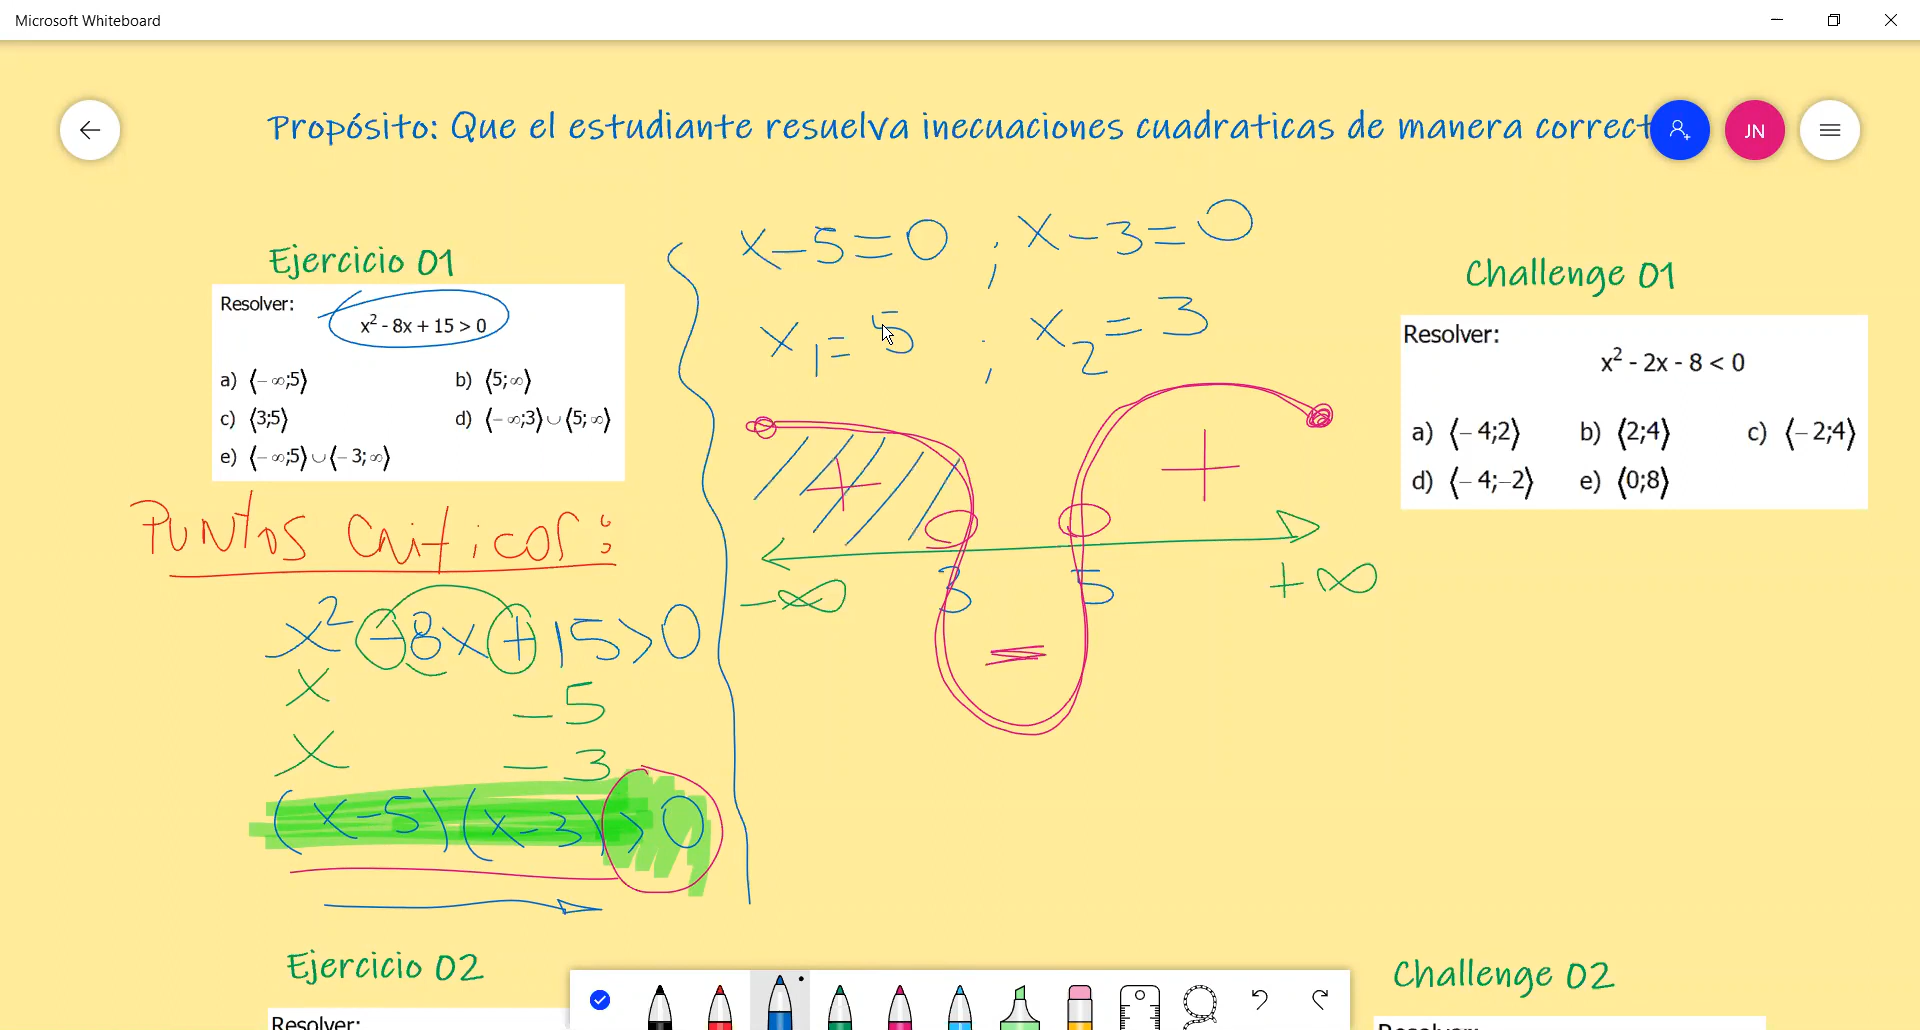 Microsoft Whiteboard
Propósito: Que el estudiante resuelva inecuaciones cuadraticas de manera correct
JN
Ejercicio 01
Resolver:
x² - 8x + 15 > 0
a) ⟨- ∞;5⟩ b) ⟨5;∞⟩
c) ⟨3;5⟩ d) ⟨- ∞;3⟩∪⟨5;∞⟩
e) ⟨- ∞;5⟩∪⟨- 3;∞⟩
Puntos Criticos:
x² - 8x + 15 > 0
x - 5
x - 3
(x-5)(x-3) > 0
x-5=0 ; x-3=0
x₁= 5 ; x₂ = 3
+ +
3 5
-∞ +∞
-
Challenge 01
Resolver:
x² - 2x - 8 < 0
a) ⟨- 4;2⟩ b) ⟨2;4⟩ c) ⟨- 2;4⟩
d) ⟨- 4;-2⟩ e) ⟨0;8⟩
Ejercicio 02
Resolver:
Challenge 02
Resolver: